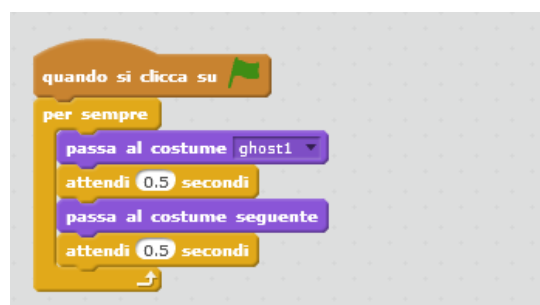 quando si clicca su
per sempre
passa al costume ghost1
attendi 0.5 secondi
passa al costume seguente
attendi 0.5 secondi